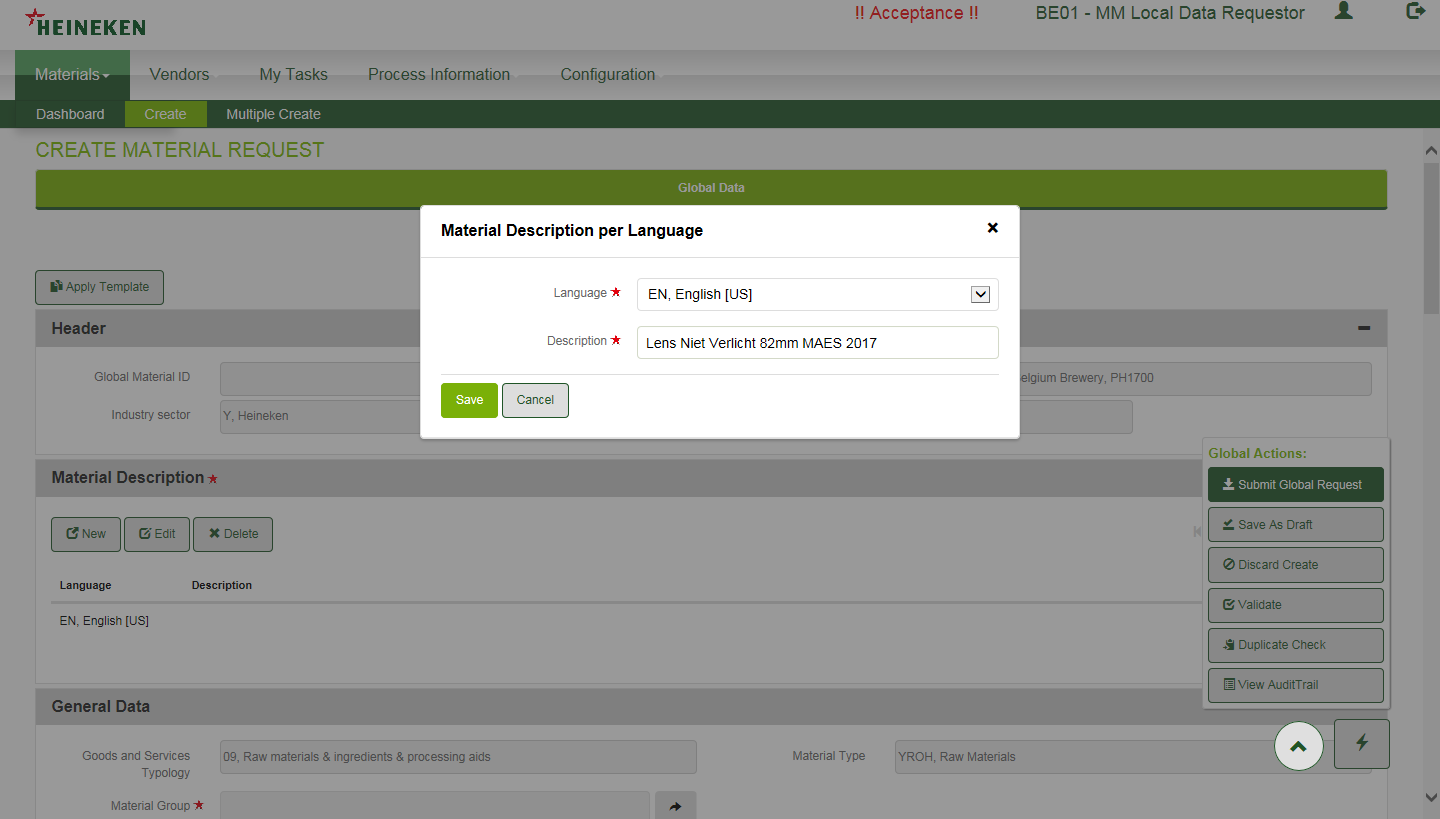 HEINEKEN
!! Acceptance !!
BE01 - MM Local Data Requestor
Materials
Vendors
My Tasks
Process Information
Configuration
Dashboard
Create
Multiple Create
CREATE MATERIAL REQUEST
Global Data
Material Description per Language
Language
EN, English [US]
Description
Lens Niet Verlicht 82mm MAES 2017
Save
Cancel
Apply Template
Header
Global Material ID
elgium Brewery, PH1700
Industry sector
Y, Heineken
Global Actions:
Submit Global Request
Save As Draft
Discard Create
Validate
Duplicate Check
View AuditTrail
Material Description
New
Edit
Delete
Language
Description
EN, English [US]
General Data
Goods and Services
Typology
09, Raw materials & ingredients & processing aids
Material Type
YROH, Raw Materials
Material Group